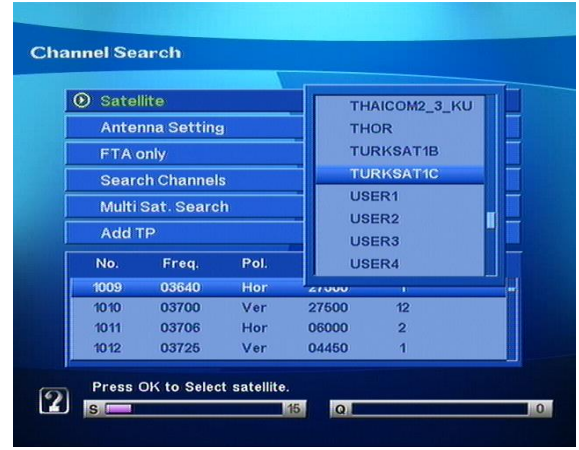 Channel Search
Satellite
Antenna Setting
FTA only
Search Channels
Multi Sat. Search
Add TP
THAICOM2_3_KU
THOR
TURKSAT1B
TURKSAT1C
USER1
USER2
USER3
USER4
No. Freq. Pol.
1009 03640 Hor 27500 1
1010 03700 Ver 27500 12
1011 03706 Hor 06000 2
1012 03725 Ver 04450 1
? Press OK to Select satellite.
S 15 Q 0